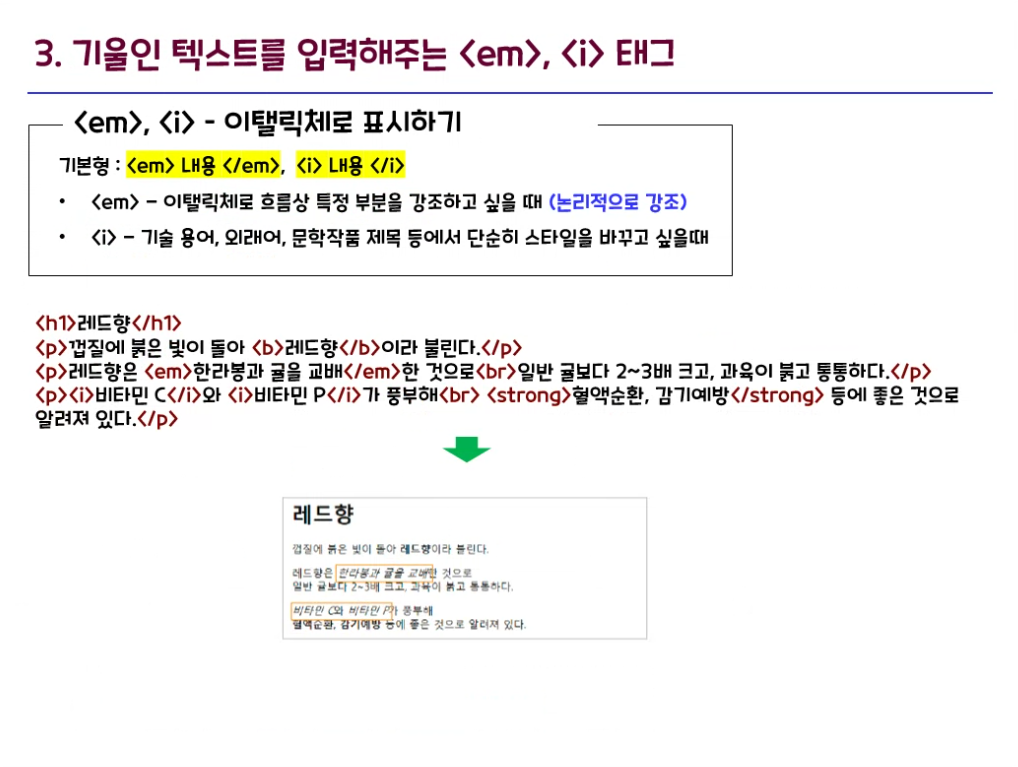 3. 기울인 텍스트를 입력해주는 <em>, <i> 태그
<em>, <i> - 이탤릭체로 표시하기
기본형 : <em> 내용 </em>, <i> 내용 </i>
• <em> – 이탤릭체로 흐름상 특정 부분을 강조하고 싶을 때 (논리적으로 강조)
• <i> – 기술 용어, 외래어, 문학작품 제목 등에서 단순히 스타일을 바꾸고 싶을때
<h1>레드향</h1>
<p>껍질에 붉은 빛이 돌아 <b>레드향</b>이라 불린다.</p>
<p>레드향은 <em>한라봉과 귤을 교배</em>한 것으로<br>일반 귤보다 2~3배 크고, 과육이 붉고 통통하다.</p>
<p><i>비타민 C</i>와 <i>비타민 P</i>가 풍부해<br> <strong>혈액순환, 감기예방</strong> 등에 좋은 것으로
알려져 있다.</p>
레드향
껍질에 붉은 빛이 돌아 레드향이라 불린다.
레드향은 한라봉과 귤을 교배한 것으로
일반 귤보다 2~3배 크고, 과육이 붉고 통통하다.
비타민 C와 비타민 P가 풍부해
혈액순환, 감기예방 등에 좋은 것으로 알려져 있다.